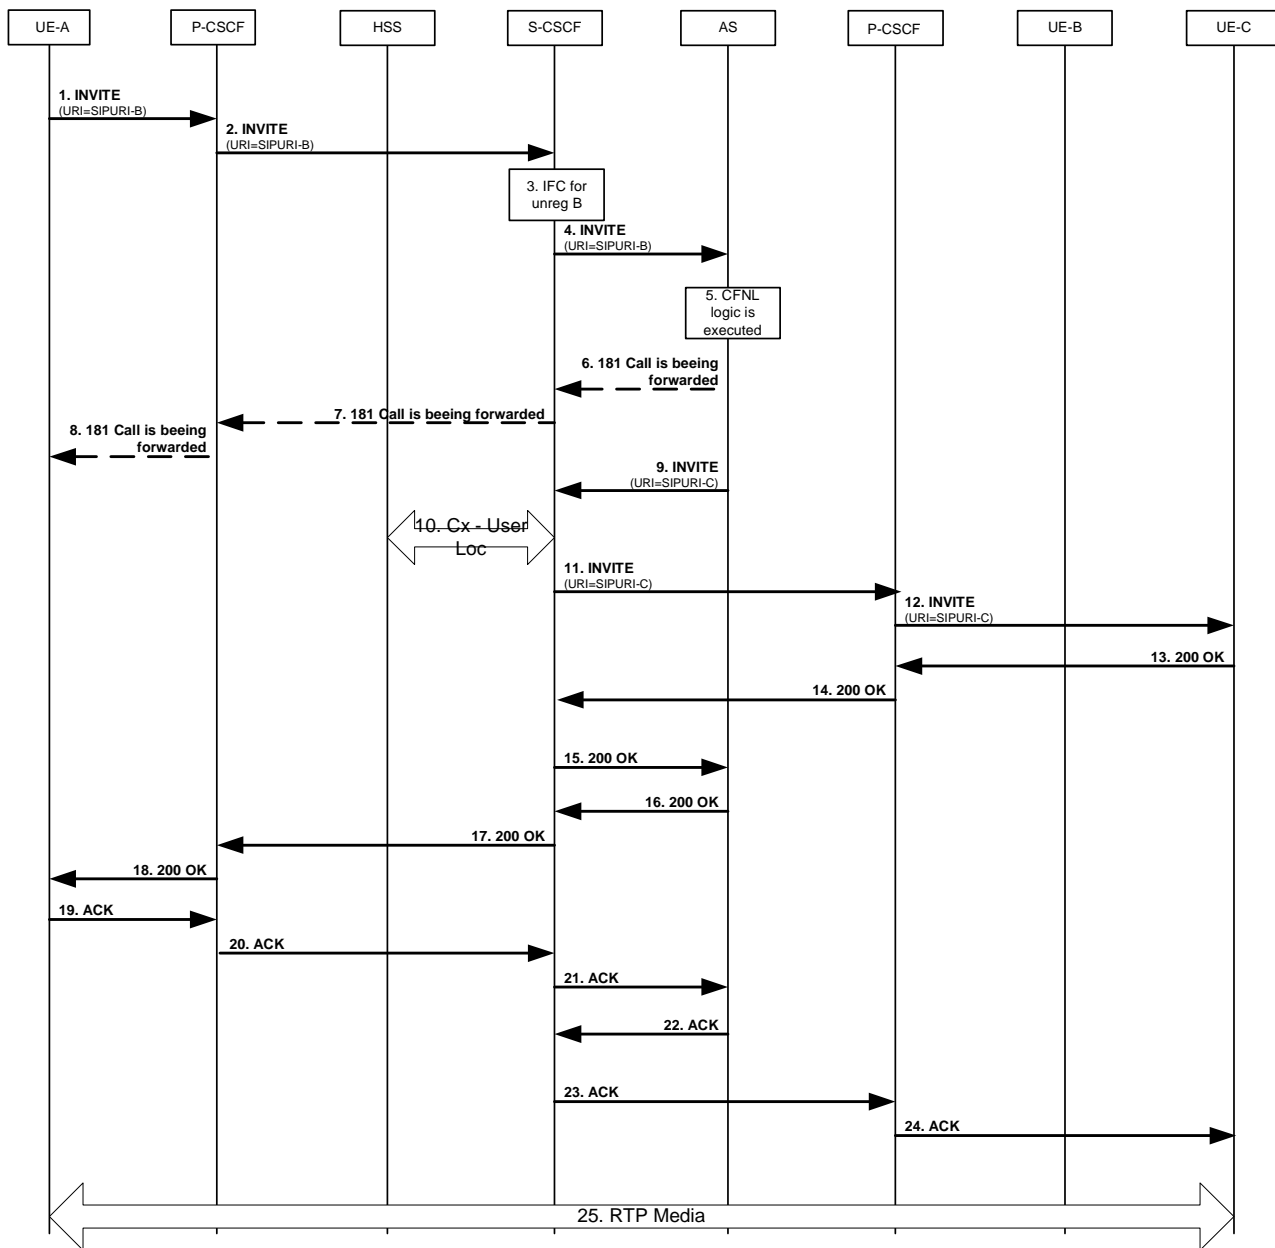 UE-A
P-CSCF
HSS
S-CSCF
AS
P-CSCF
UE-B
UE-C
1. INVITE
(URI=SIPURI-B)
2. INVITE
(URI=SIPURI-B)
3. IFC for
unreg B
4. INVITE
(URI=SIPURI-B)
5. CFNL
logic is
executed
6. 181 Call is beeing
forwarded
7. 181 Call is beeing forwarded
8. 181 Call is beeing
forwarded
9. INVITE
(URI=SIPURI-C)
10. Cx - User
Loc
11. INVITE
(URI=SIPURI-C)
12. INVITE
(URI=SIPURI-C)
13. 200 OK
14. 200 OK
15. 200 OK
16. 200 OK
17. 200 OK
18. 200 OK
19. ACK
20. ACK
21. ACK
22. ACK
23. ACK
24. ACK
25. RTP Media